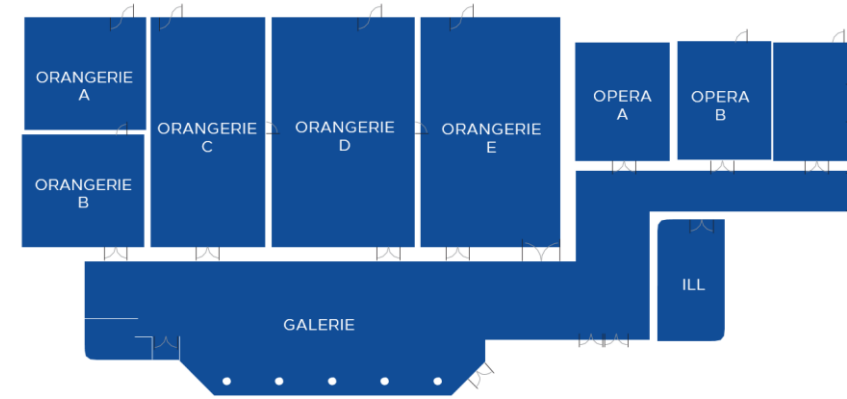 ORANGERIE
A
ORANGERIE
B
ORANGERIE
C
ORANGERIE
D
ORANGERIE
E
OPERA
A
OPERA
B
ILL
GALERIE